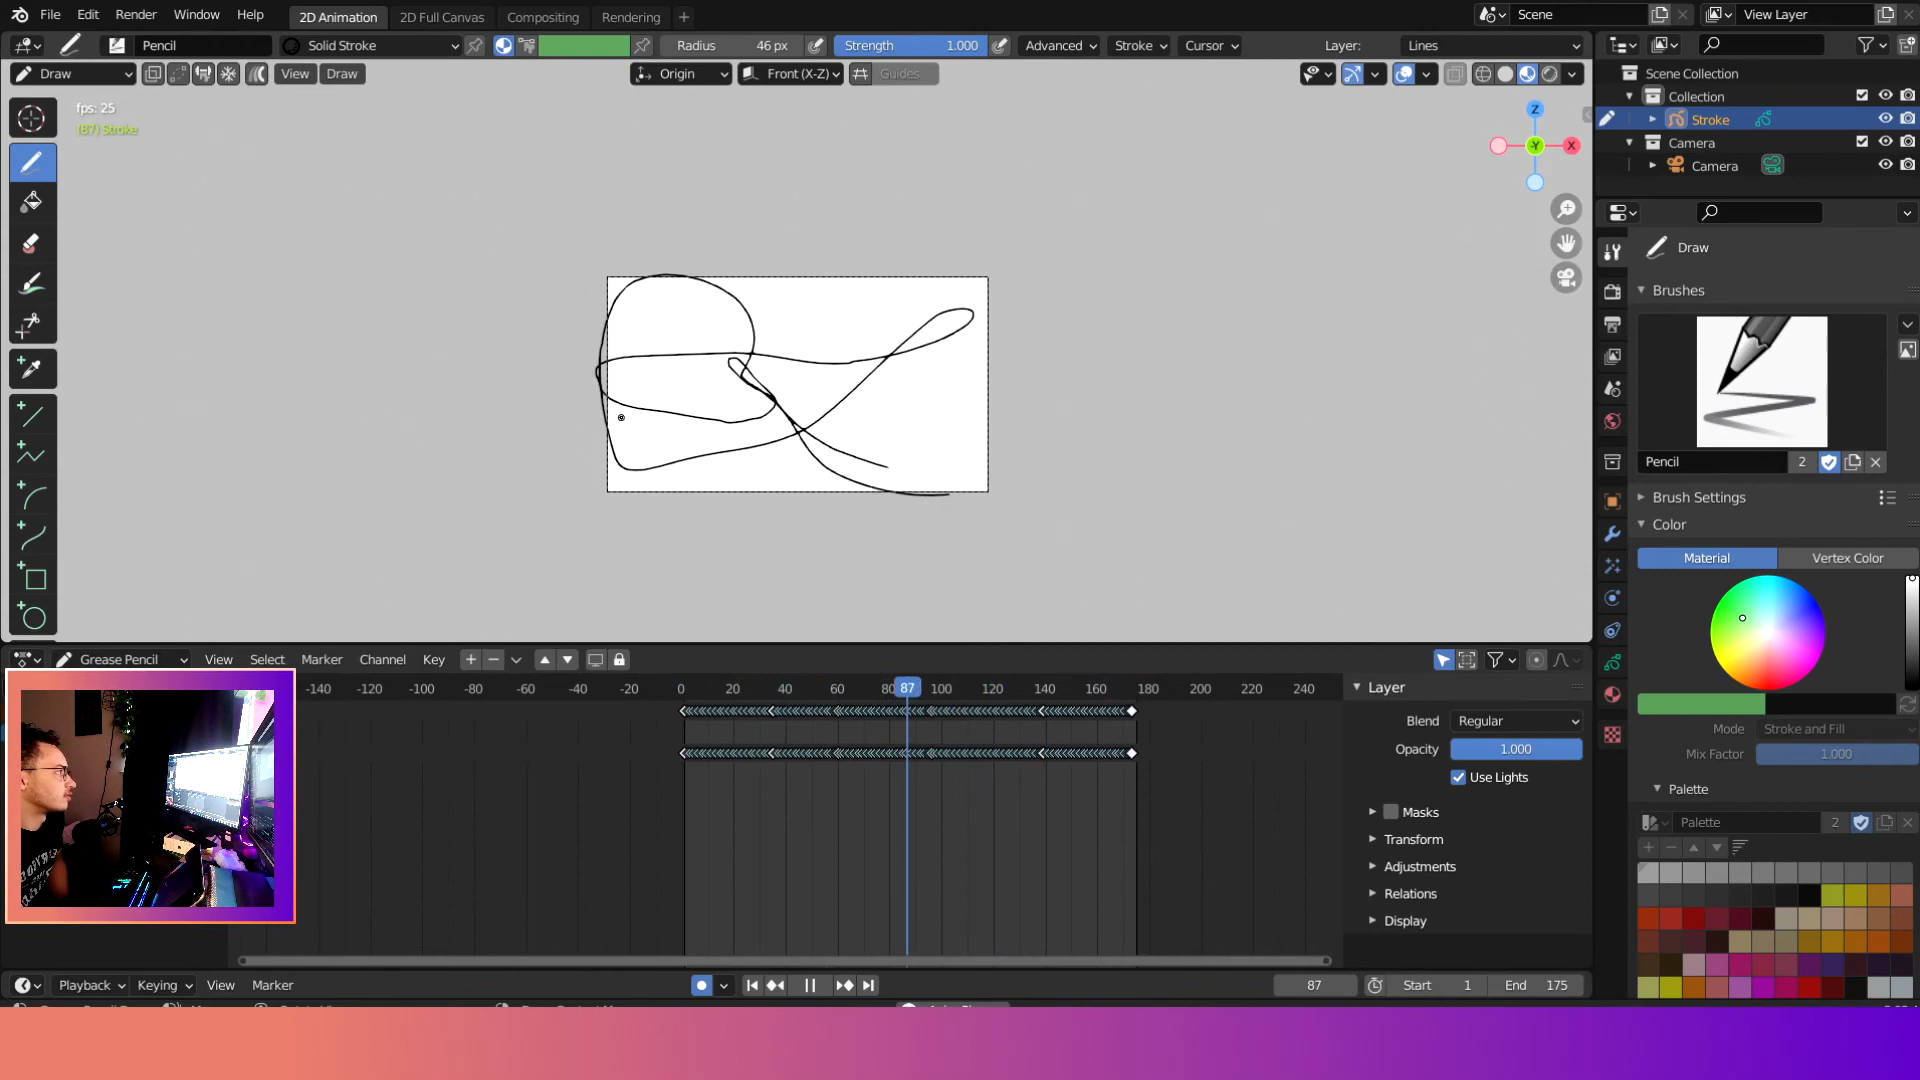 File Edit Render Window Help 2D Animation 2D Full Canvas Compositing Rendering + Scene View Layer
Pencil Solid Stroke Radius 46 px Strength 1.000 Advanced Stroke Cursor Layer: Lines
Draw View Draw Origin Front (X-Z) Guides
Scene Collection
Collection
Stroke
Camera
Camera
fps: 25
(87) Stroke
Z
-Y
X
Draw
Brushes
Pencil 2
Brush Settings
Color
Material Vertex Color
Mode Stroke and Fill
Mix Factor 1.000
Palette
Palette 2
Grease Pencil View Select Marker Channel Key
-140 -120 -100 -80 -60 -40 -20 0 20 40 60 80 87 100 120 140 160 180 200 220 240
Layer
Blend Regular
Opacity 1.000
Use Lights
Masks
Transform
Adjustments
Relations
Display
Playback Keying View Marker 87 Start 1 End 175